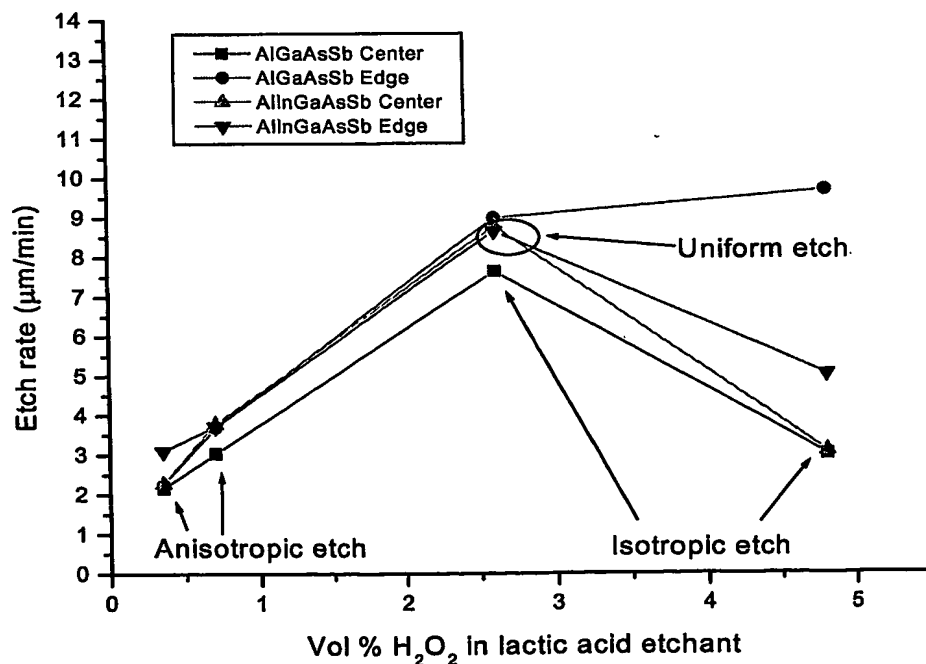 14
13
12
11
10
9
8
7
6
5
4
3
2
1
0
Etch rate (μm/min)
AlGaAsSb Center
AlGaAsSb Edge
AlInGaAsSb Center
AlInGaAsSb Edge
Uniform etch
Anisotropic etch
Isotropic etch
0 1 2 3 4 5
Vol % H₂O₂ in lactic acid etchant